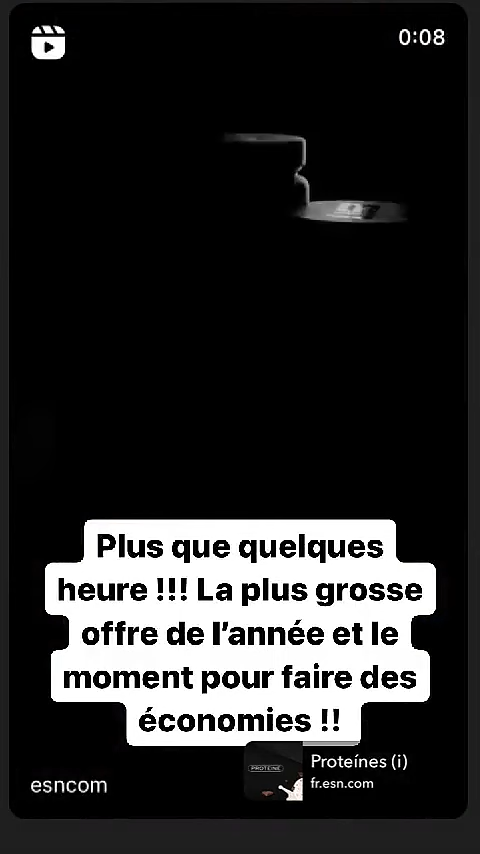 0:08
Plus que quelques
heure !!! La plus grosse
offre de l'année et le
moment pour faire des
économies !!
PROTEINE
Proteínes (i)
fr.esn.com
esncom